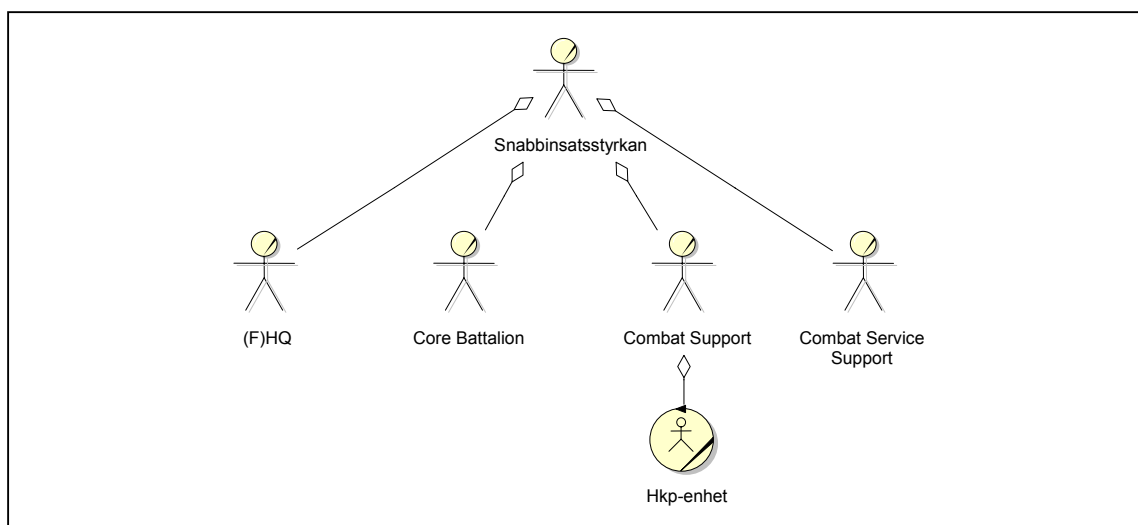 Snabbinsatsstyrkan
(F)HQ
Core Battalion
Combat Support
Combat Service
Support
Hkp-enhet